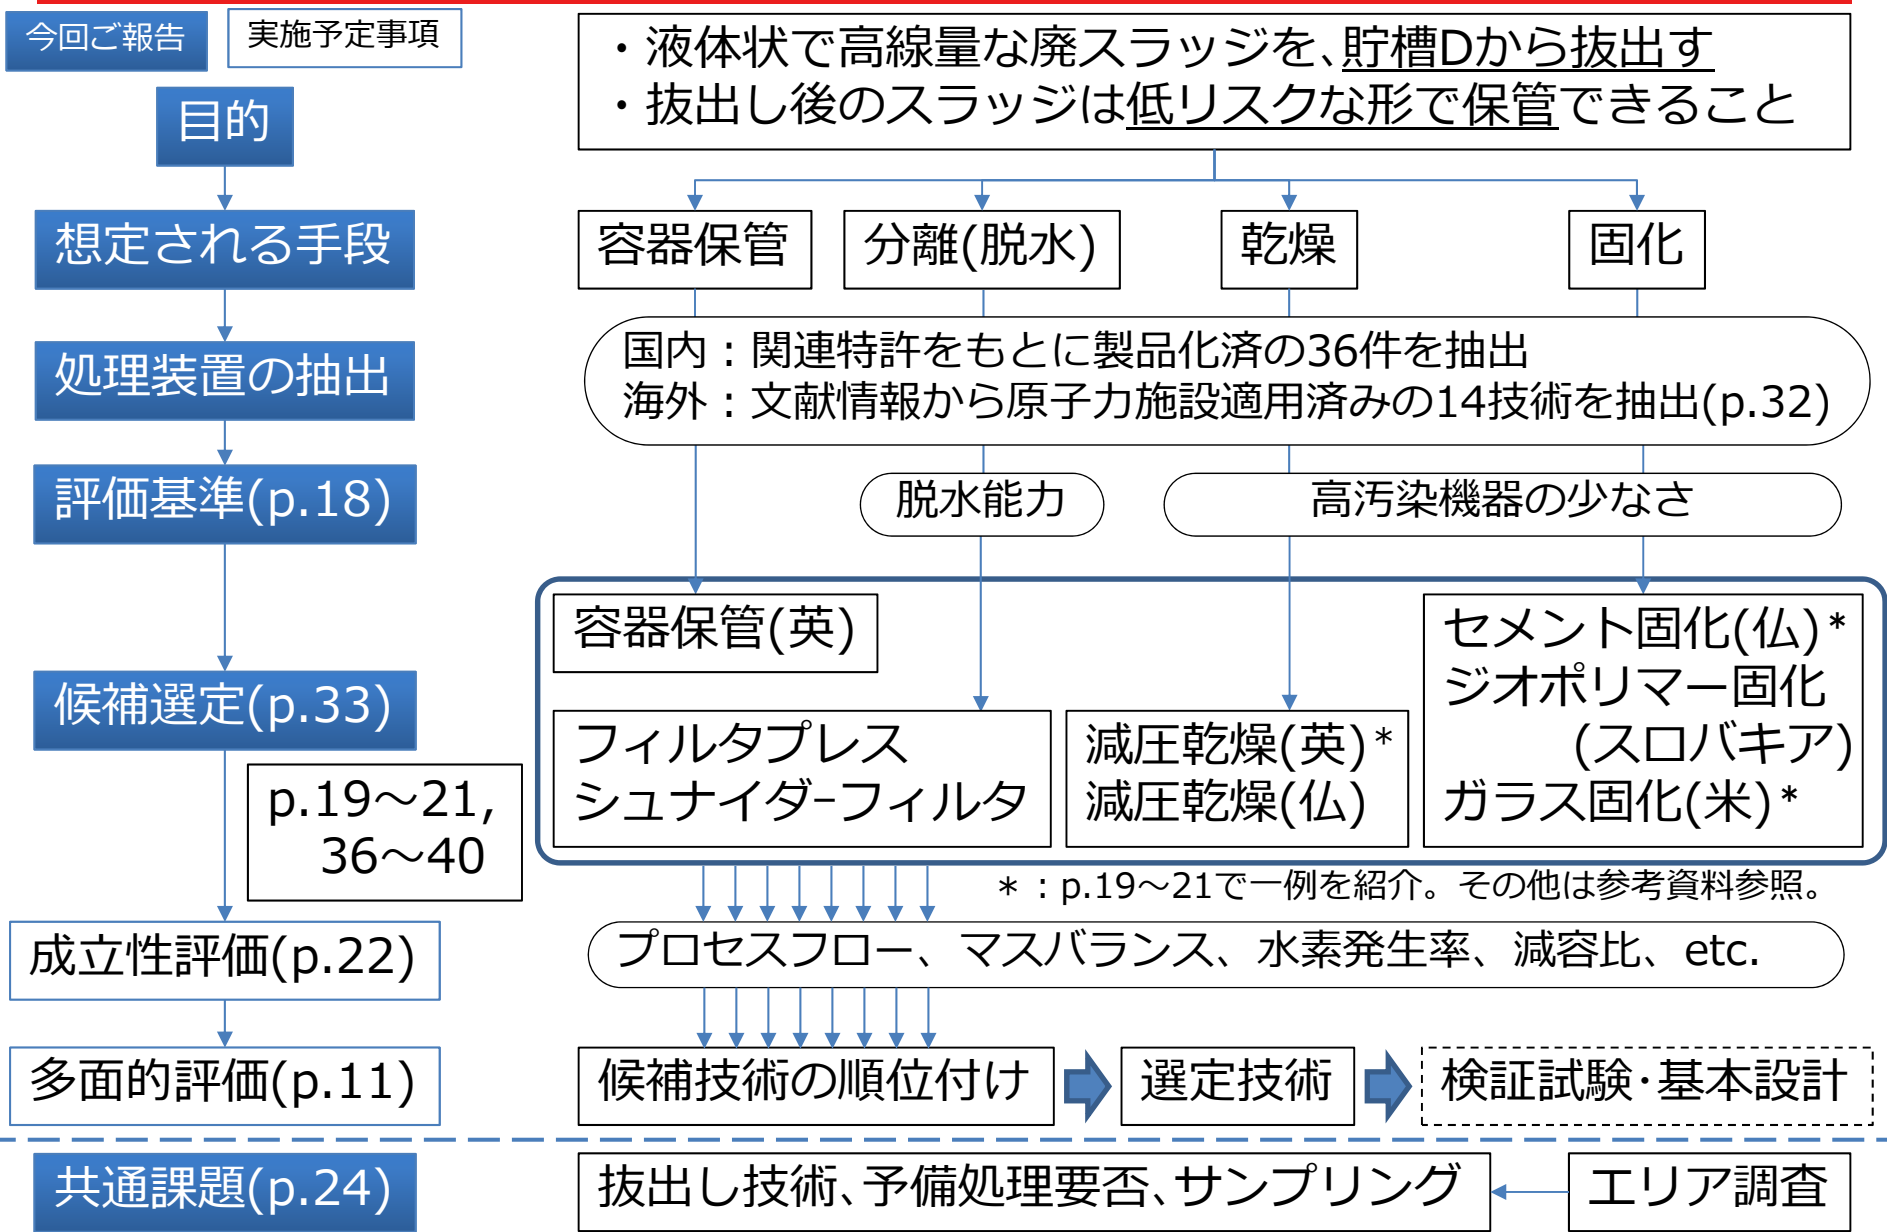 今回ご報告
実施予定事項
・液体状で高線量な廃スラッジを、貯槽Dから抜出す
・抜出し後のスラッジは低リスクな形で保管できること
目的
想定される手段
容器保管
分離(脱水)
乾燥
固化
処理装置の抽出
国内：関連特許をもとに製品化済の36件を抽出
海外：文献情報から原子力施設適用済みの14技術を抽出(p.32)
評価基準(p.18)
脱水能力
高汚染機器の少なさ
候補選定(p.33)
容器保管(英)
フィルタプレス
シュナイダｰフィルタ
減圧乾燥(英)*
減圧乾燥(仏)
セメント固化(仏)*
ジオポリマー固化
(スロバキア)
ガラス固化(米)*
p.19～21,
36～40
*：p.19～21で一例を紹介。その他は参考資料参照。
成立性評価(p.22)
プロセスフロー、マスバランス、水素発生率、減容比、etc.
多面的評価(p.11)
候補技術の順位付け
選定技術
検証試験･基本設計
共通課題(p.24)
抜出し技術､予備処理要否､サンプリング
エリア調査